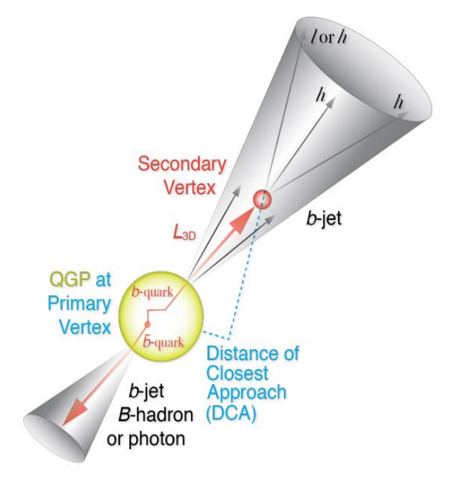 l or h
h
h
Secondary
Vertex
b-jet
L3D
QGP at
Primary
Vertex
b-quark
b̄-quark
Distance of
Closest
Approach
(DCA)
b-jet
B-hadron
or photon